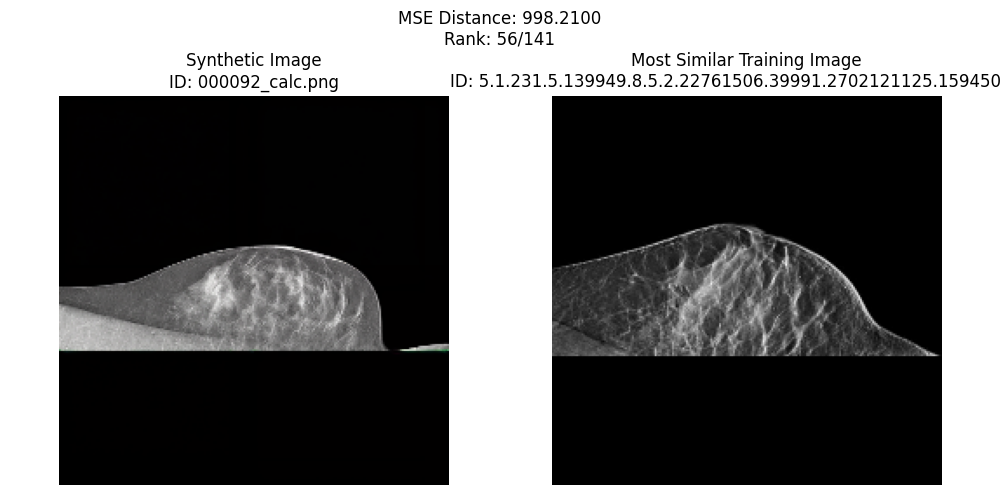 MSE Distance: 998.2100
Rank: 56/141
Synthetic Image
ID: 000092_calc.png
Most Similar Training Image
ID: 5.1.231.5.139949.8.5.2.22761506.39991.2702121125.159450